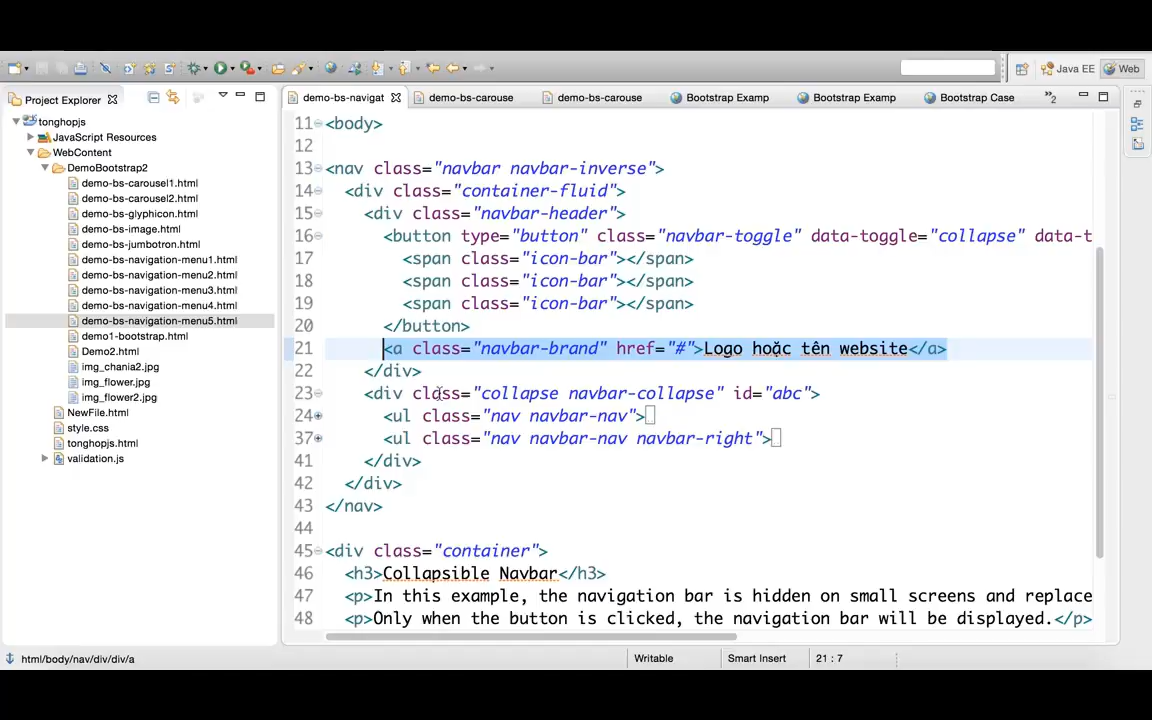 Java EE
Web
Project Explorer
demo-bs-navigat
demo-bs-carouse
demo-bs-carouse
Bootstrap Examp
Bootstrap Examp
Bootstrap Case
»2
tonghopjs
JavaScript Resources
WebContent
DemoBootstrap2
demo-bs-carousel1.html
demo-bs-carousel2.html
demo-bs-glyphicon.html
demo-bs-image.html
demo-bs-jumbotron.html
demo-bs-navigation-menu1.html
demo-bs-navigation-menu2.html
demo-bs-navigation-menu3.html
demo-bs-navigation-menu4.html
demo-bs-navigation-menu5.html
demo1-bootstrap.html
Demo2.html
img_chania2.jpg
img_flower.jpg
img_flower2.jpg
NewFile.html
style.css
tonghopjs.html
validation.js
11 <body>
12
13 <nav class="navbar navbar-inverse">
14 <div class="container-fluid">
15 <div class="navbar-header">
16 <button type="button" class="navbar-toggle" data-toggle="collapse" data-t
17 <span class="icon-bar"></span>
18 <span class="icon-bar"></span>
19 <span class="icon-bar"></span>
20 </button>
21 <a class="navbar-brand" href="#">Logo hoặc tên website</a>
22 </div>
23 <div class="collapse navbar-collapse" id="abc">
24 <ul class="nav navbar-nav">
37 <ul class="nav navbar-nav navbar-right">
41 </div>
42 </div>
43 </nav>
44
45 <div class="container">
46 <h3>Collapsible Navbar</h3>
47 <p>In this example, the navigation bar is hidden on small screens and replace
48 <p>Only when the button is clicked, the navigation bar will be displayed.</p>
html/body/nav/div/div/a
Writable
Smart Insert
21 : 7